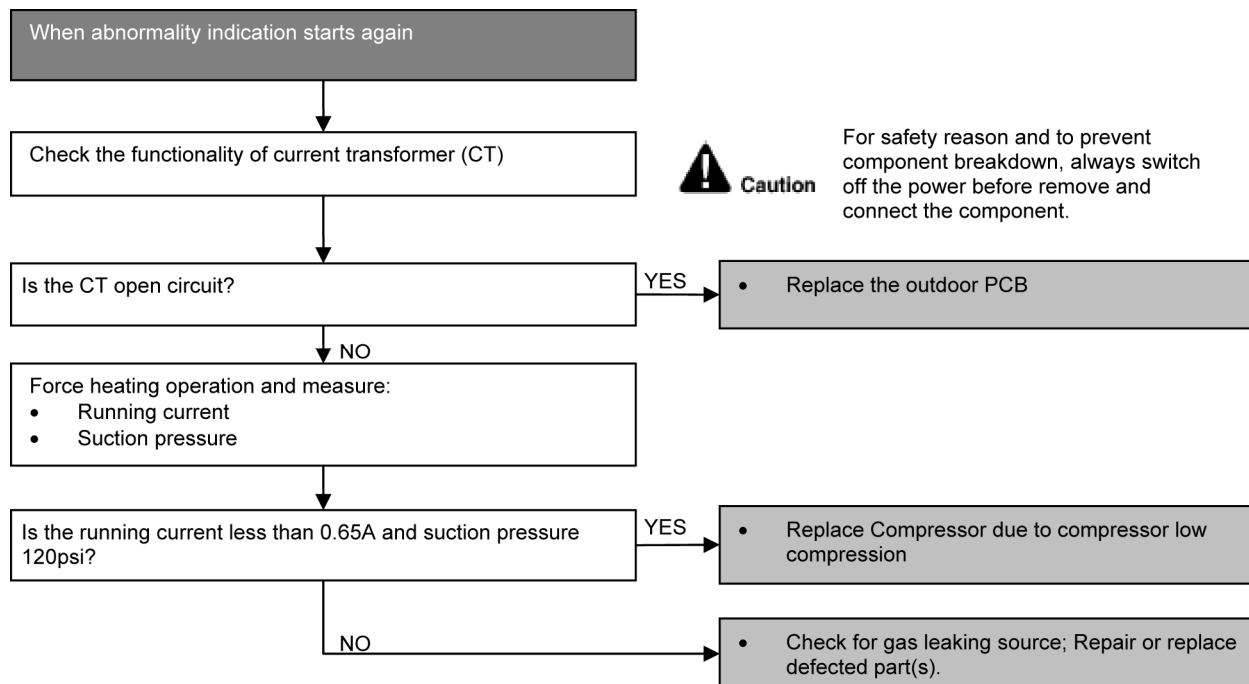 When abnormality indication starts again
Check the functionality of current transformer (CT)
Caution
For safety reason and to prevent
component breakdown, always switch
off the power before remove and
connect the component.
Is the CT open circuit?
YES
• Replace the outdoor PCB
NO
Force heating operation and measure:
• Running current
• Suction pressure
Is the running current less than 0.65A and suction pressure
120psi?
YES
• Replace Compressor due to compressor low
compression
NO
• Check for gas leaking source; Repair or replace
defected part(s).